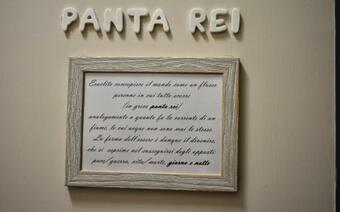 PANTA REI
Eraclito concepisce il mondo come un flusso
perenne in cui tutto scorre
(in greco panta rei)
analogamente a quanto fa la corrente di un
fiume, le cui acque non sono mai le stesse.
La forma dell'essere è dunque il divenire,
che si esprime nel susseguirsi degli opposti
pace/guerra, vita/morte, giorno e notte